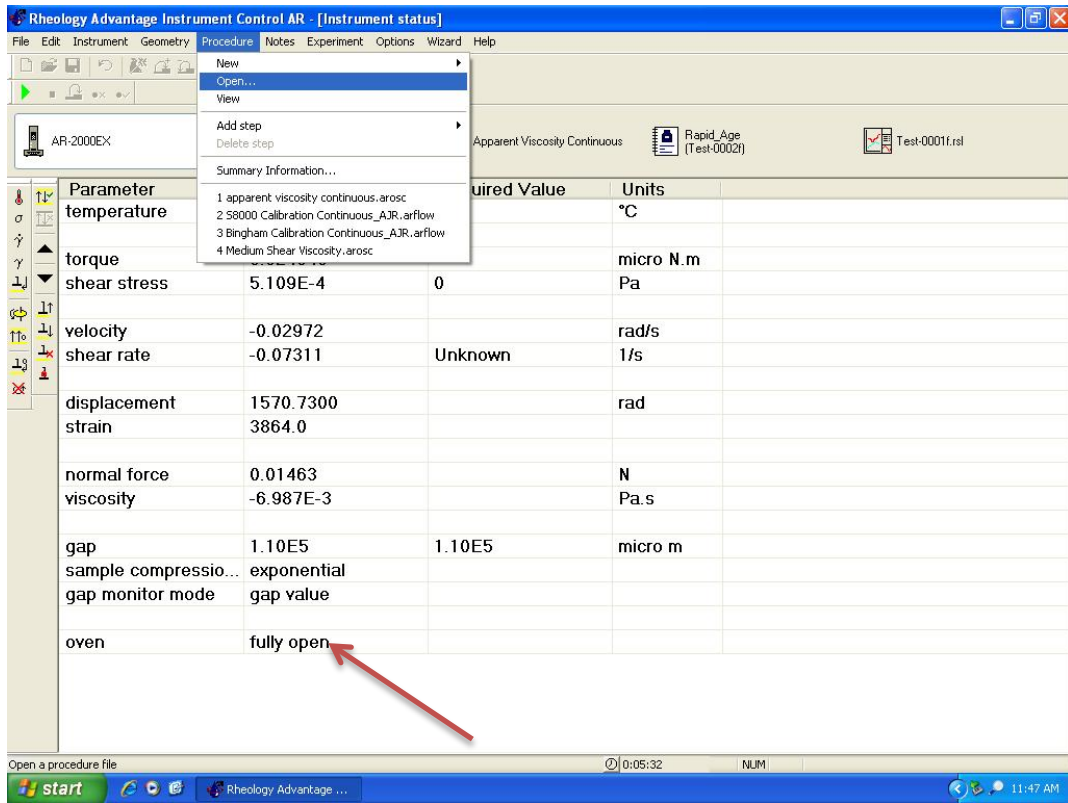 Rheology Advantage Instrument Control AR - [Instrument status]
File Edit Instrument Geometry Procedure Notes Experiment Options Wizard Help
New
Open...
View
Add step
Delete step
Summary Information...
1 apparent viscosity continuous.arosc
2 S8000 Calibration Continuous_AJR.arflow
3 Bingham Calibration Continuous_AJR.arflow
4 Medium Shear Viscosity.arosc
AR-2000EX
Apparent Viscosity Continuous
Rapid_Age
(Test-0002f)
Test-0001f.rsl
Parameter uired Value Units
temperature °C
torque micro N.m
shear stress 5.109E-4 0 Pa
velocity -0.02972 rad/s
shear rate -0.07311 Unknown 1/s
displacement 1570.7300 rad
strain 3864.0
normal force 0.01463 N
viscosity -6.987E-3 Pa.s
gap 1.10E5 1.10E5 micro m
sample compressio... exponential
gap monitor mode gap value
oven fully open
Open a procedure file 0:05:32 NUM
start Rheology Advantage ... 11:47 AM